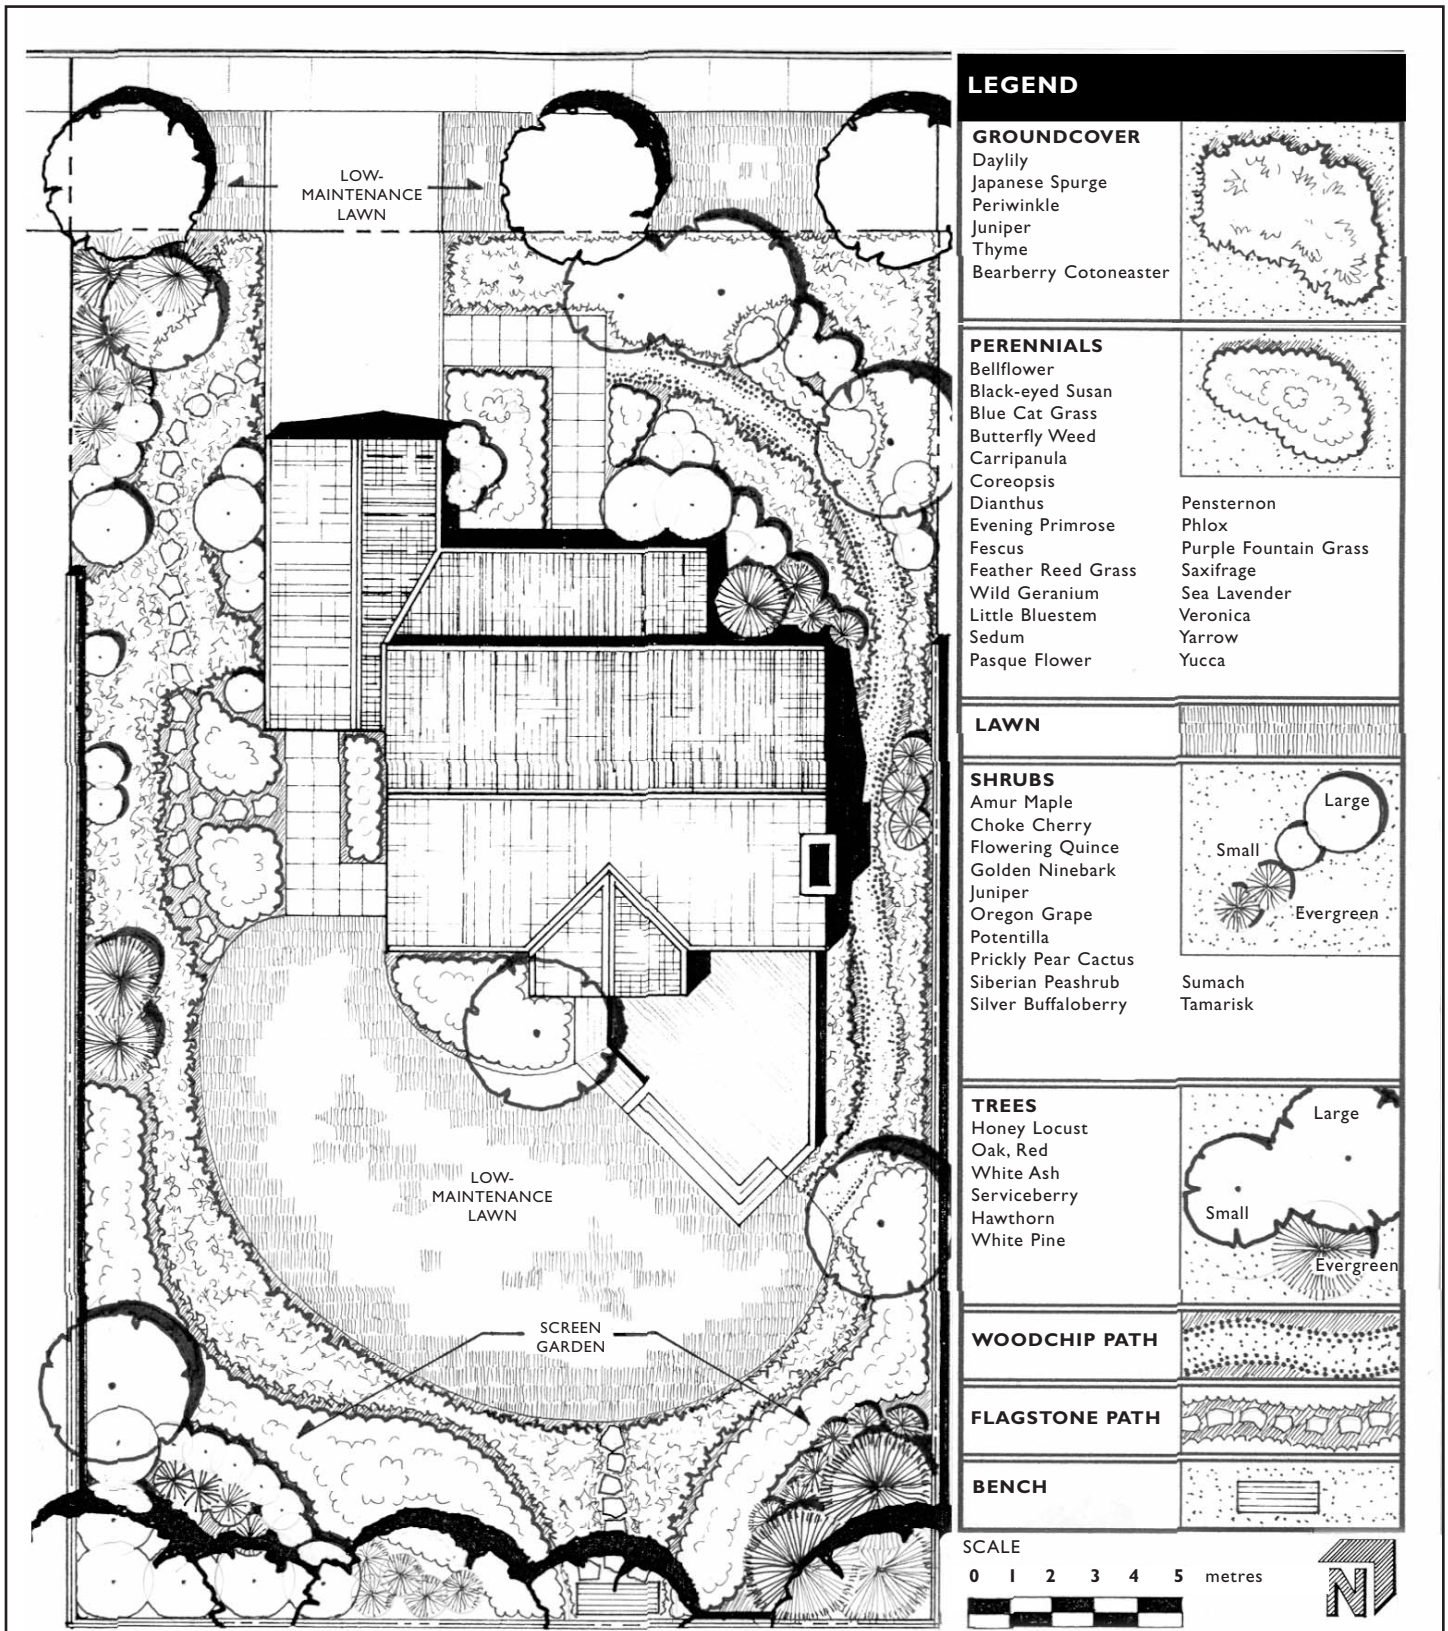 LOW-
MAINTENANCE
LAWN
LOW-
MAINTENANCE
LAWN
SCREEN
GARDEN
LEGEND
GROUNDCOVER
Daylily
Japanese Spurge
Periwinkle
Juniper
Thyme
Bearberry Cotoneaster
PERENNIALS
Bellflower
Black-eyed Susan
Blue Cat Grass
Butterfly Weed
Carripanula
Coreopsis
Dianthus
Evening Primrose
Fescus
Feather Reed Grass
Wild Geranium
Little Bluestem
Sedum
Pasque Flower
Pensternon
Phlox
Purple Fountain Grass
Saxifrage
Sea Lavender
Veronica
Yarrow
Yucca
LAWN
SHRUBS
Amur Maple
Choke Cherry
Flowering Quince
Golden Ninebark
Juniper
Oregon Grape
Potentilla
Prickly Pear Cactus
Siberian Peashrub
Silver Buffaloberry
Sumach
Tamarisk
Large
Small
Evergreen
TREES
Honey Locust
Oak, Red
White Ash
Serviceberry
Hawthorn
White Pine
Large
Small
Evergreen
WOODCHIP PATH
FLAGSTONE PATH
BENCH
SCALE
0 1 2 3 4 5 metres
N